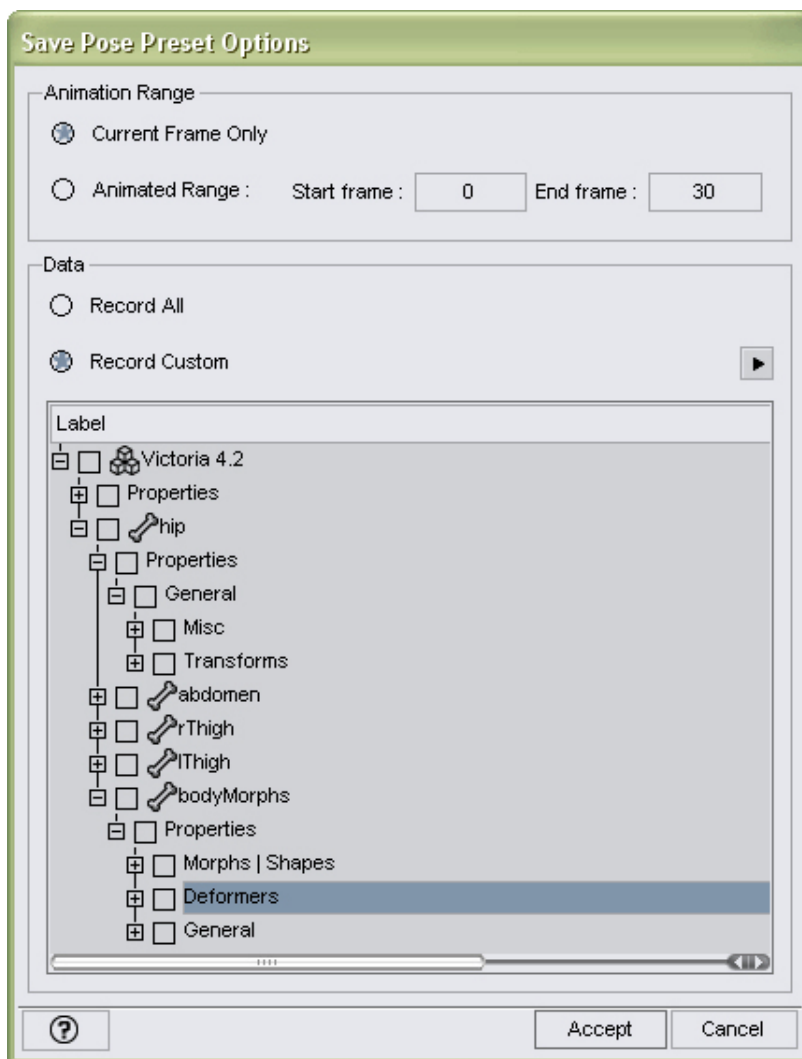 Save Pose Preset Options
Animation Range
Current Frame Only
Animated Range : Start frame : 0 End frame : 30
Data
Record All
Record Custom
Label
Victoria 4.2
Properties
hip
Properties
General
Misc
Transforms
abdomen
rThigh
lThigh
bodyMorphs
Properties
Morphs | Shapes
Deformers
General
? Accept Cancel